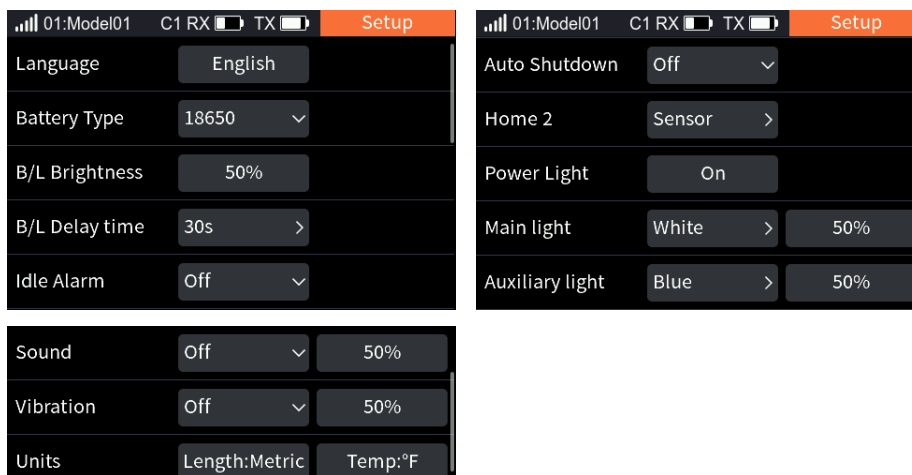 01:Model01 C1 RX TX Setup
Language English
Battery Type 18650
B/L Brightness 50%
B/L Delay time 30s
Idle Alarm Off
01:Model01 C1 RX TX Setup
Auto Shutdown Off
Home 2 Sensor
Power Light On
Main light White 50%
Auxiliary light Blue 50%
Sound Off 50%
Vibration Off 50%
Units Length:Metric Temp:°F